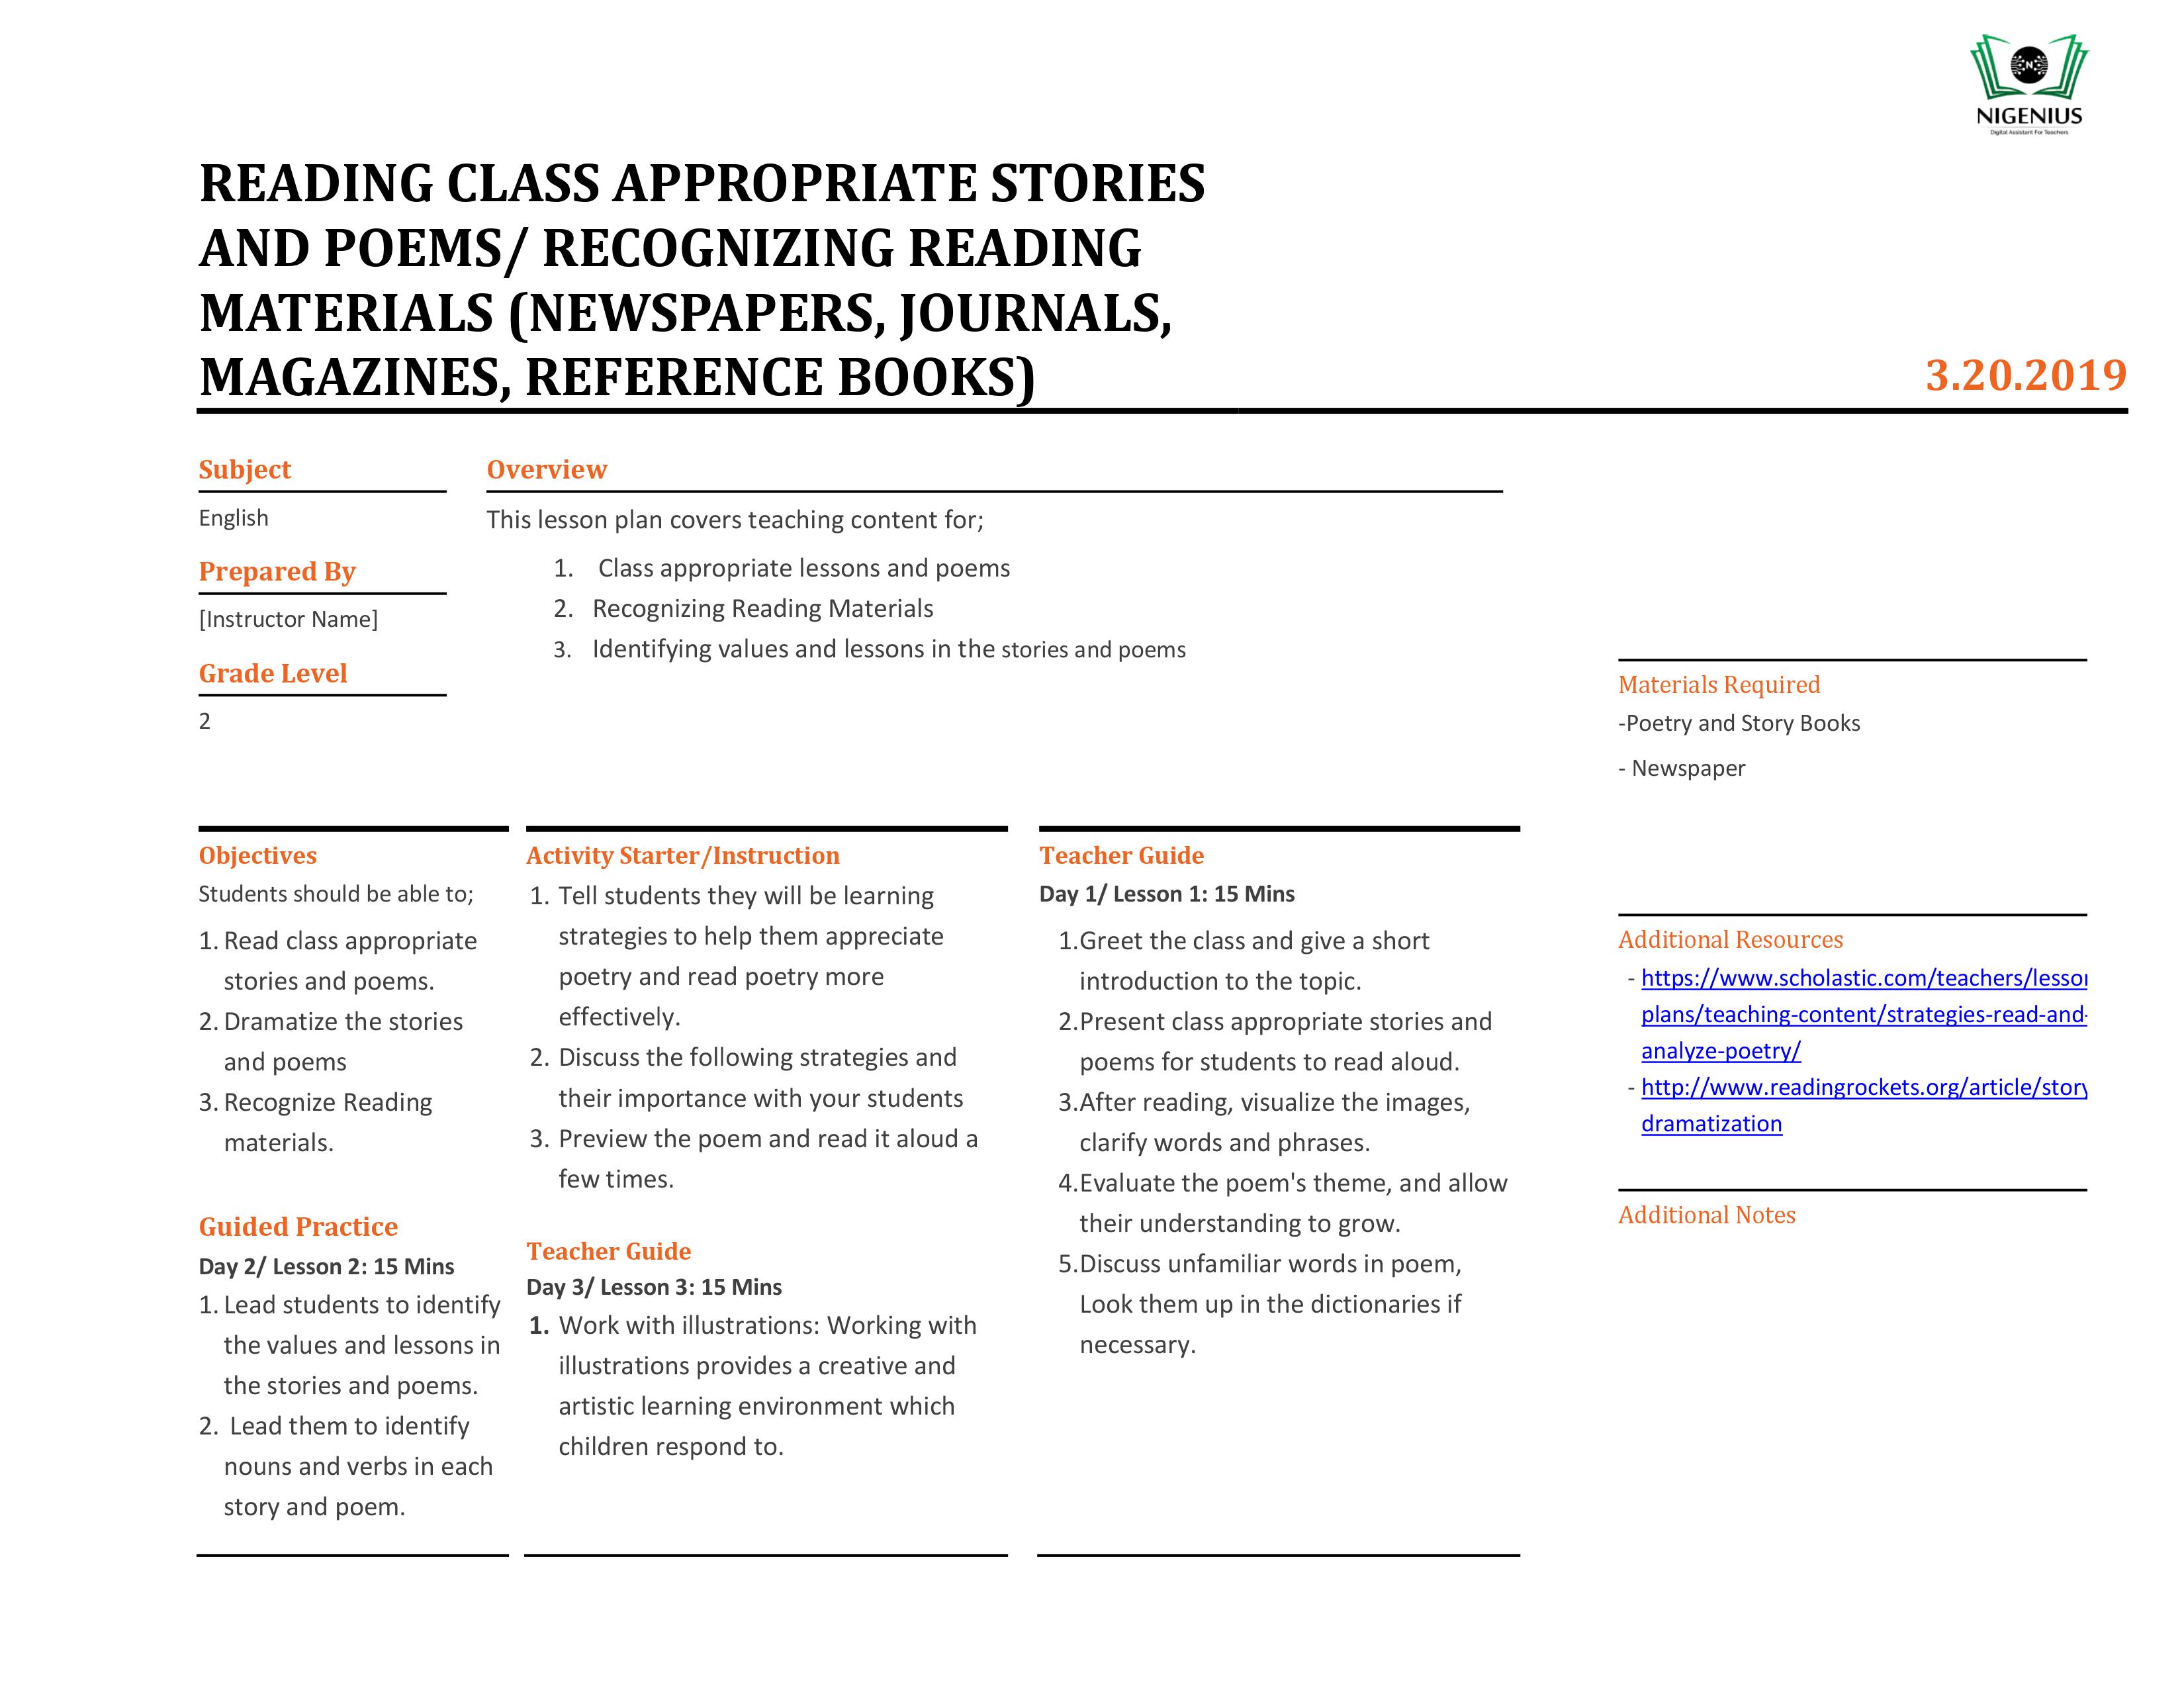 NIGENIUS
Digital Assistant For Teachers
READING CLASS APPROPRIATE STORIES
AND POEMS/ RECOGNIZING READING
MATERIALS (NEWSPAPERS, JOURNALS,
MAGAZINES, REFERENCE BOOKS)
3.20.2019
Subject
English
Prepared By
[Instructor Name]
Grade Level
2
Overview
This lesson plan covers teaching content for;
1. Class appropriate lessons and poems
2. Recognizing Reading Materials
3. Identifying values and lessons in the stories and poems
Materials Required
-Poetry and Story Books
- Newspaper
Objectives
Students should be able to;
1. Read class appropriate
stories and poems.
2. Dramatize the stories
and poems
3. Recognize Reading
materials.
Guided Practice
Day 2/ Lesson 2: 15 Mins
1. Lead students to identify
the values and lessons in
the stories and poems.
2. Lead them to identify
nouns and verbs in each
story and poem.
Activity Starter/Instruction
1. Tell students they will be learning
strategies to help them appreciate
poetry and read poetry more
effectively.
2. Discuss the following strategies and
their importance with your students
3. Preview the poem and read it aloud a
few times.
Teacher Guide
Day 3/ Lesson 3: 15 Mins
1. Work with illustrations: Working with
illustrations provides a creative and
artistic learning environment which
children respond to.
Teacher Guide
Day 1/ Lesson 1: 15 Mins
1.Greet the class and give a short
introduction to the topic.
2.Present class appropriate stories and
poems for students to read aloud.
3.After reading, visualize the images,
clarify words and phrases.
4.Evaluate the poem's theme, and allow
their understanding to grow.
5.Discuss unfamiliar words in poem,
Look them up in the dictionaries if
necessary.
Additional Resources
- https://www.scholastic.com/teachers/lesson
plans/teaching-content/strategies-read-and-
analyze-poetry/
- http://www.readingrockets.org/article/story
dramatization
Additional Notes